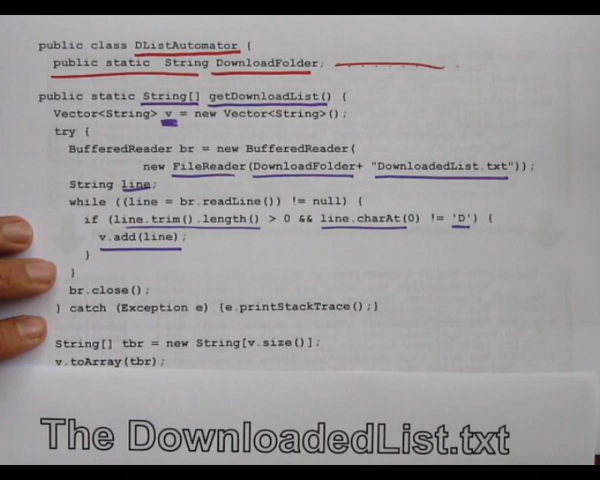 public class DListAutomator {
public static String DownloadFolder;
public static String[] getDownloadList() {
Vector<String> v = new Vector<String>();
try {
BufferedReader br = new BufferedReader(
new FileReader(DownloadFolder+ "DownloadedList.txt"));
String line;
while ((line = br.readLine()) != null) {
if (line.trim().length() > 0 && line.charAt(0) != 'D') {
v.add(line);
}
}
br.close();
} catch (Exception e) {e.printStackTrace();}
String[] tbr = new String[v.size()];
v.toArray(tbr);
The DownloadedList.txt